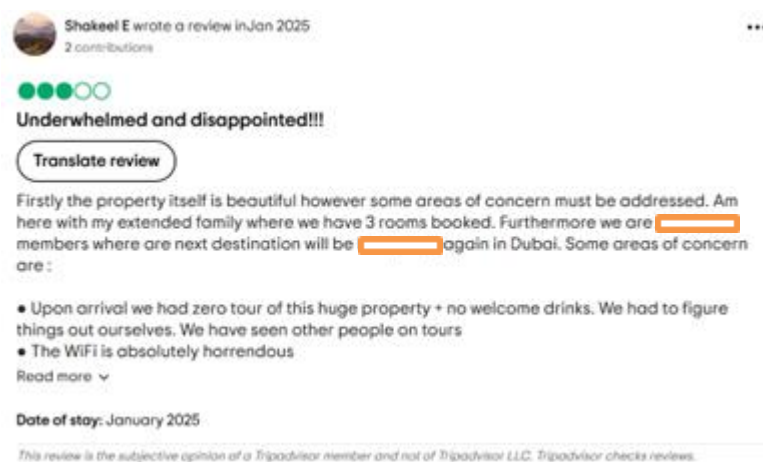 Shakeel E wrote a review inJan 2025
2 contributions
Underwhelmed and disappointed!!!
Translate review
Firstly the property itself is beautiful however some areas of concern must be addressed. Am
here with my extended family where we have 3 rooms booked. Furthermore we are
members where are next destination will be again in Dubai. Some areas of concern
are :
• Upon arrival we had zero tour of this huge property + no welcome drinks. We had to figure
things out ourselves. We have seen other people on tours
• The WiFi is absolutely horrendous
Read more
Date of stay: January 2025
This review is the subjective opinion of a Tripadvisor member and not of Tripadvisor LLC. Tripadvisor checks reviews.